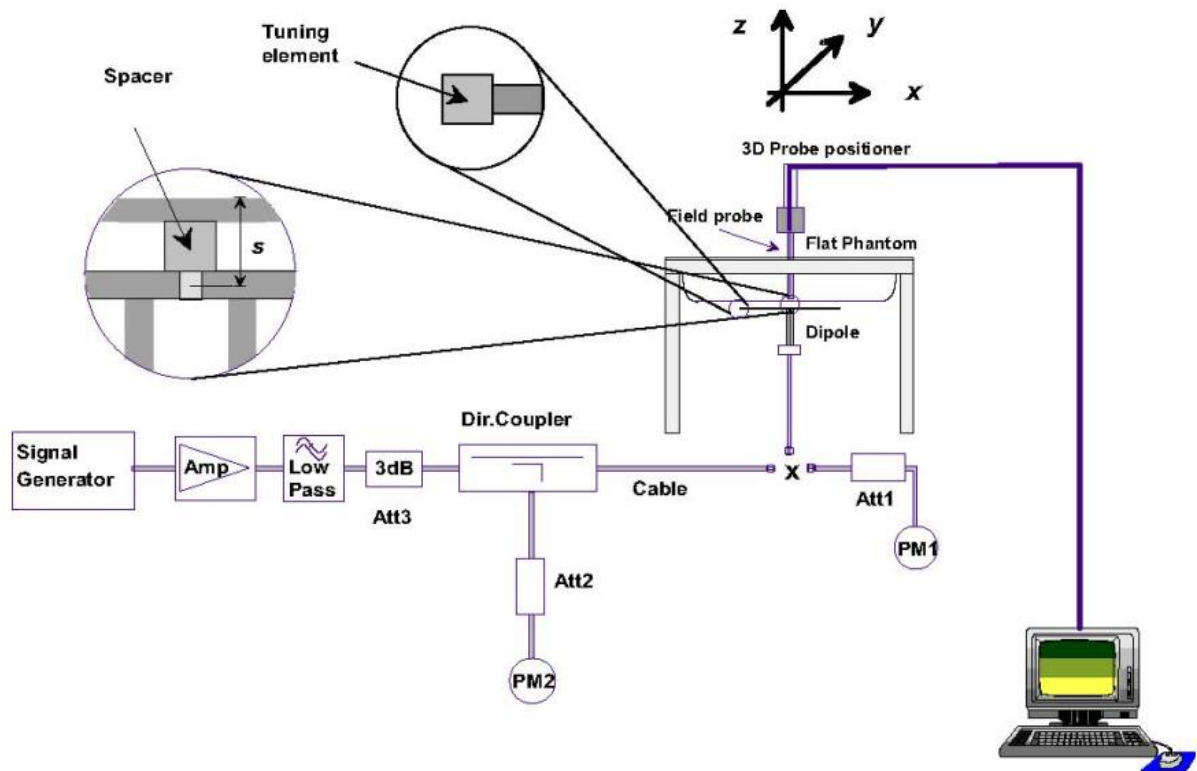 Tuning
element
Spacer
z
y
x
3D Probe positioner
s
Field probe
Flat Phantom
Dipole
Dir.Coupler
Signal
Generator
Amp
Low
Pass
3dB
Cable
x
Att3
Att1
PM1
Att2
PM2